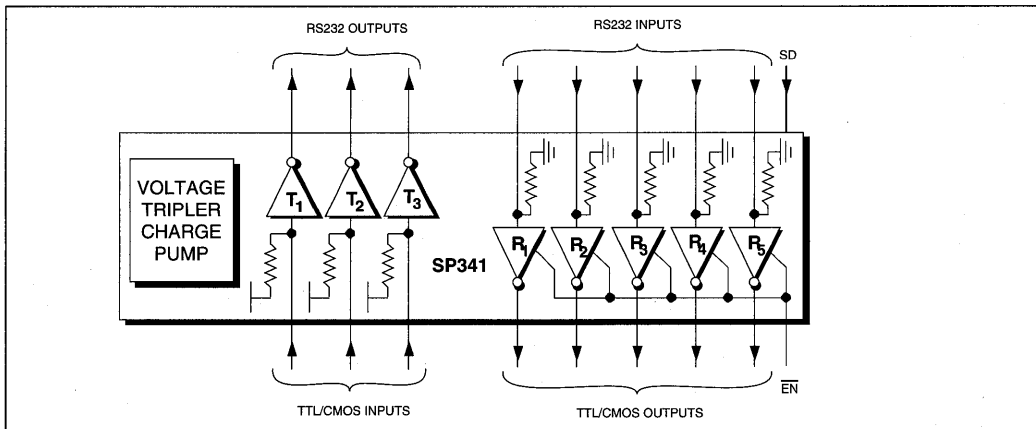 RS232 OUTPUTS
RS232 INPUTS
SD
VOLTAGE
TRIPLER
CHARGE
PUMP
T1
T2
T3
SP341
R1
R2
R3
R4
R5
EN
TTL/CMOS INPUTS
TTL/CMOS OUTPUTS